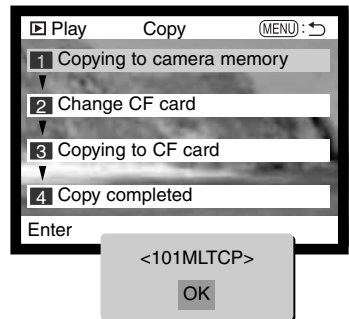 Play Copy MENU :
1 Copying to camera memory
2 Change CF card
3 Copying to CF card
4 Copy completed
Enter
<101MLTCP>
OK